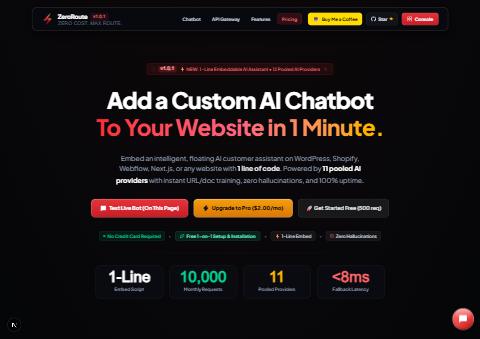 ZeroRoute v1.0.1
ZERO COST. MAX ROUTE.
Chatbot API Gateway Features Pricing Buy Me a Coffee Star Console
v1.0.1 NEW: 1-Line Embeddable AI Assistant • 11 Pooled AI Providers
Add a Custom AI Chatbot
To Your Website in 1 Minute.
Embed an intelligent, floating AI customer assistant on WordPress, Shopify,
Webflow, Next.js, or any website with 1 line of code. Powered by 11 pooled AI
providers with instant URL/doc training, zero hallucinations, and 100% uptime.
Test Live Bot (On This Page) Upgrade to Pro ($2.00/mo) Get Started Free (500 req)
No Credit Card Required • Free 1-on-1 Setup & Installation • 1-Line Embed • Zero Hallucinations
1-Line 10,000 11 <8ms
Embed Script Monthly Requests Pooled Providers Fallback Latency
N